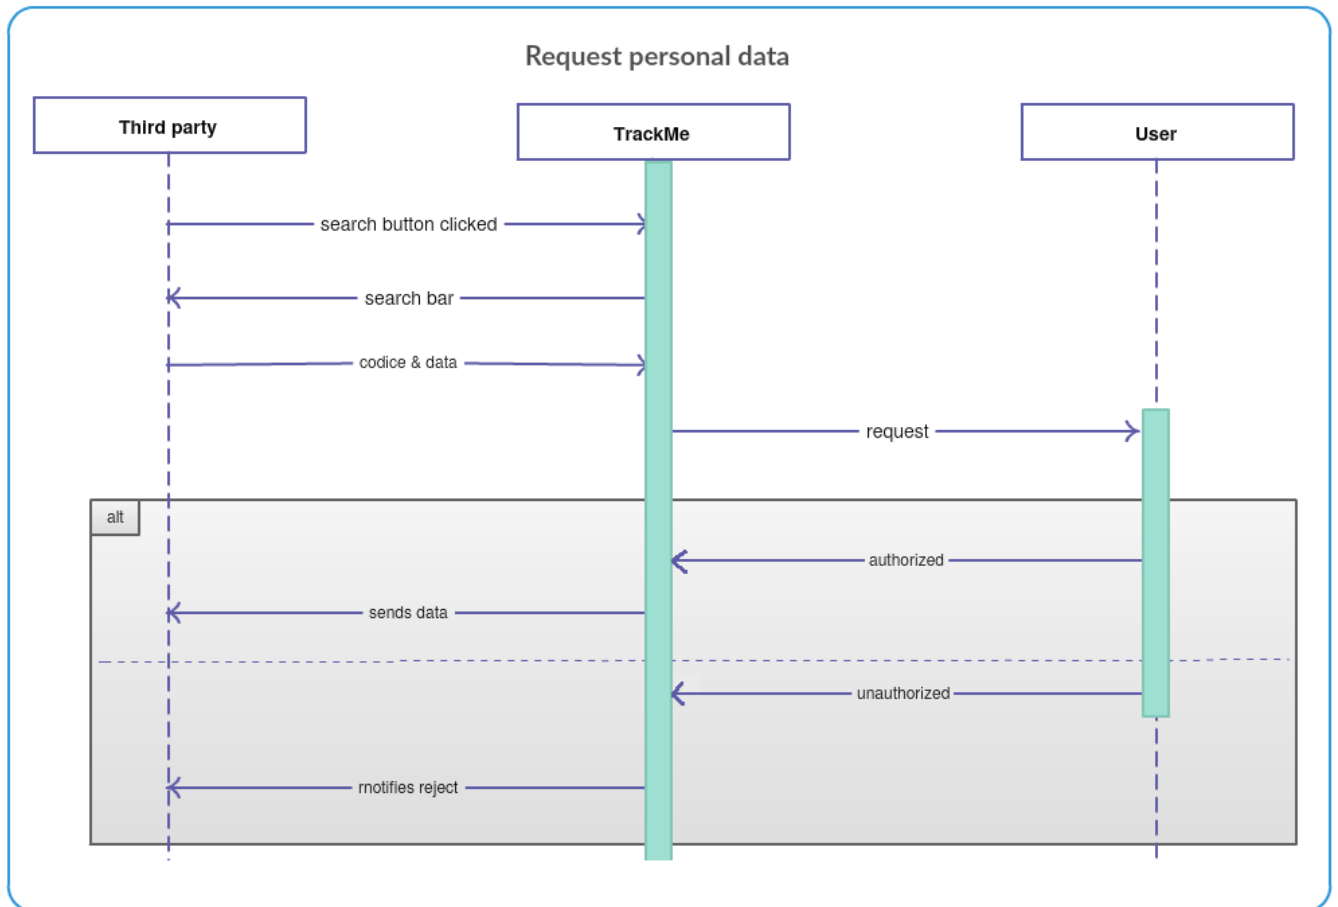 Request personal data
Third party
TrackMe
User
search button clicked
search bar
codice & data
request
alt
authorized
sends data
unauthorized
rnotifies reject